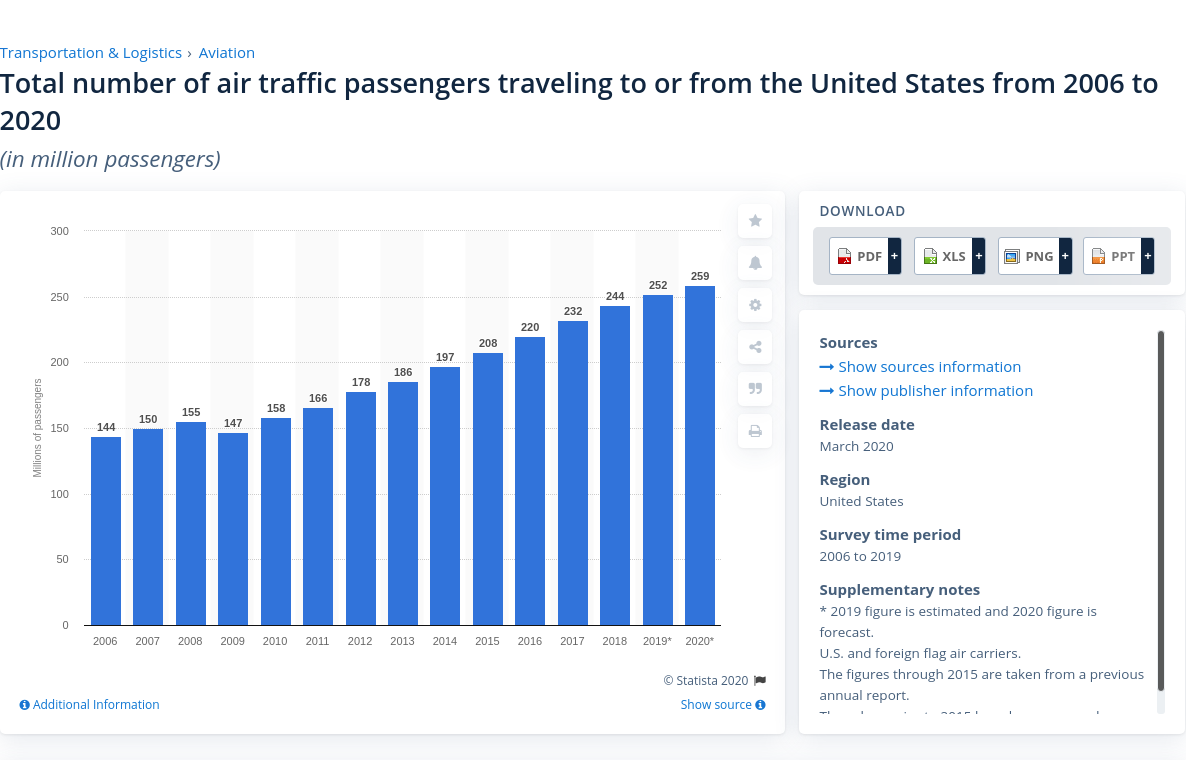 Transportation & Logistics › Aviation
Total number of air traffic passengers traveling to or from the United States from 2006 to
2020
(in million passengers)
300
250
200
150
100
50
0
Millions of passengers
144
150
155
147
158
166
178
186
197
208
220
232
244
252
259
2006 2007 2008 2009 2010 2011 2012 2013 2014 2015 2016 2017 2018 2019* 2020*
© Statista 2020
Additional Information
Show source
DOWNLOAD
PDF + XLS + PNG + PPT +
Sources
Show sources information
Show publisher information
Release date
March 2020
Region
United States
Survey time period
2006 to 2019
Supplementary notes
* 2019 figure is estimated and 2020 figure is
forecast.
U.S. and foreign flag air carriers.
The figures through 2015 are taken from a previous
annual report.